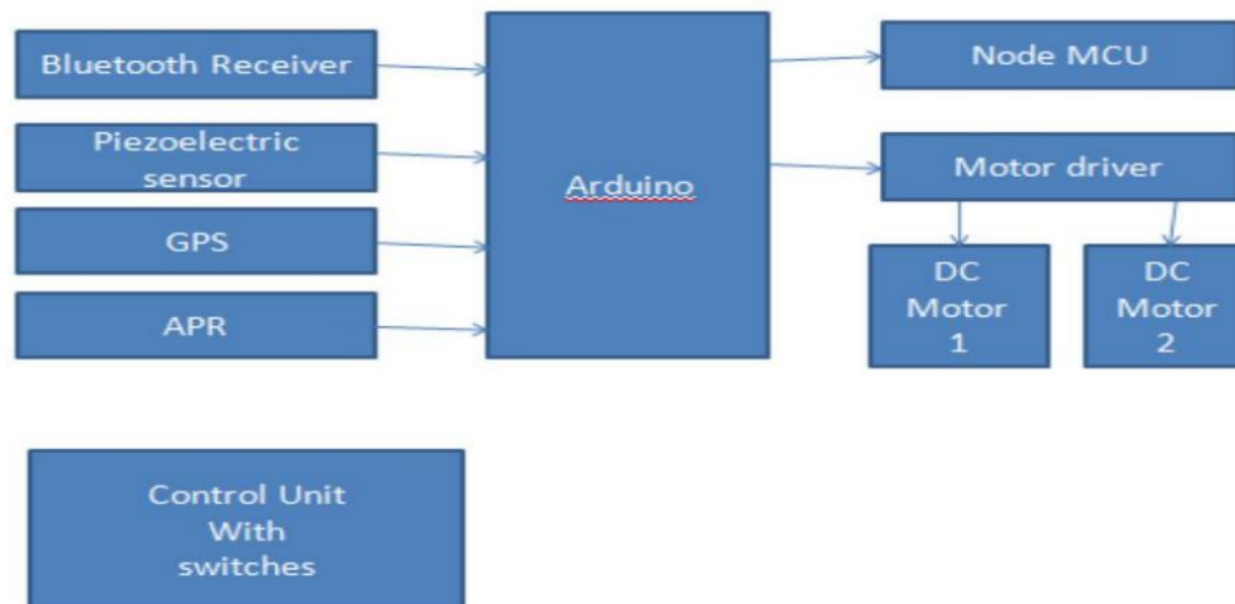 Bluetooth Receiver
Piezoelectric
sensor
GPS
APR
Arduino
Node MCU
Motor driver
DC
Motor
1
DC
Motor
2
Control Unit
With
switches